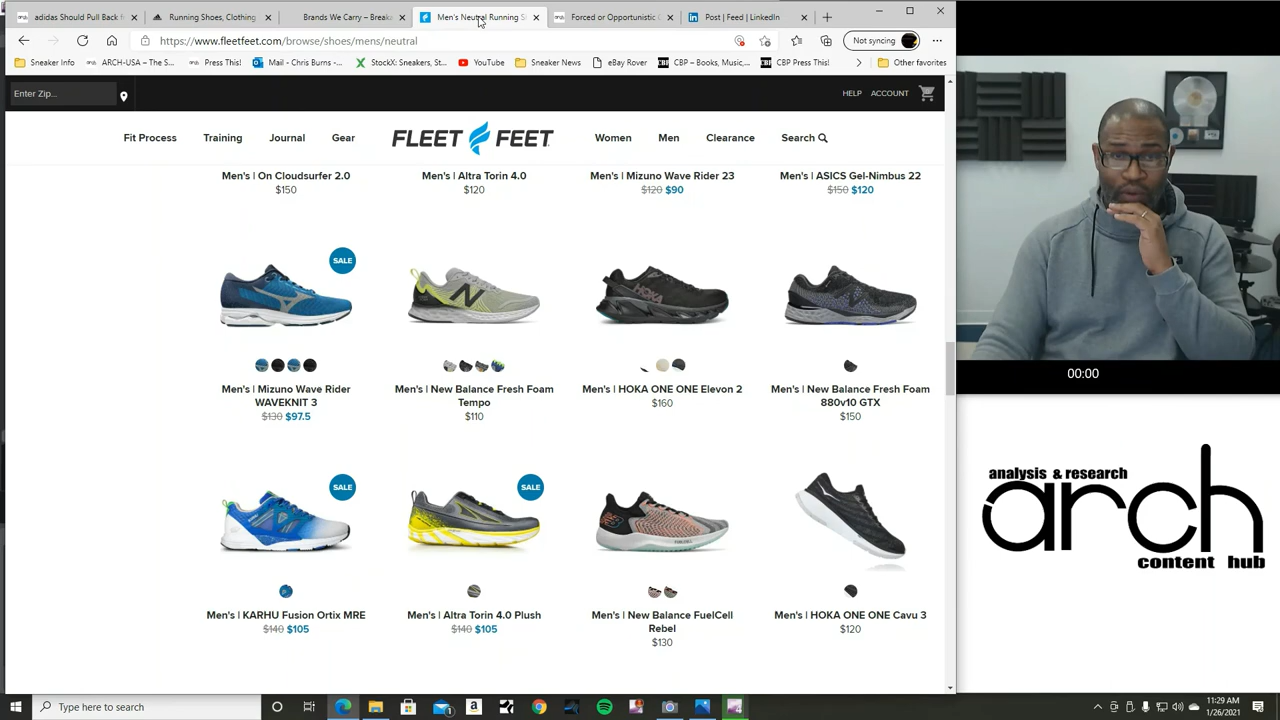 adidas Should Pull Back f
Running Shoes, Clothing
Brands We Carry – Breaka
Men's Neutral Running S
Forced or Opportunistic C
Post | Feed | LinkedIn
https://www.fleetfeet.com/browse/shoes/mens/neutral
Not syncing
Sneaker Info
ARCH-USA – The S...
Press This!
Mail - Chris Burns -...
StockX: Sneakers, St...
YouTube
Sneaker News
eBay Rover
CBP – Books, Music,...
CBP Press This!
Other favorites
Enter Zip...
HELP ACCOUNT
Fit Process Training Journal Gear FLEET FEET Women Men Clearance Search
Men's | On Cloudsurfer 2.0
$150
Men's | Altra Torin 4.0
$120
Men's | Mizuno Wave Rider 23
$120 $90
Men's | ASICS Gel-Nimbus 22
$150 $120
SALE
Men's | Mizuno Wave Rider
WAVEKNIT 3
$130 $97.5
Men's | New Balance Fresh Foam
Tempo
$110
HOKA
Men's | HOKA ONE ONE Elevon 2
$160
Men's | New Balance Fresh Foam
880v10 GTX
$150
SALE
Men's | KARHU Fusion Ortix MRE
$140 $105
SALE
Men's | Altra Torin 4.0 Plush
$140 $105
Men's | New Balance FuelCell
Rebel
$130
Men's | HOKA ONE ONE Cavu 3
$120
00:00
analysis & research
arch
content hub
Type here to search
11:29 AM
1/26/2021